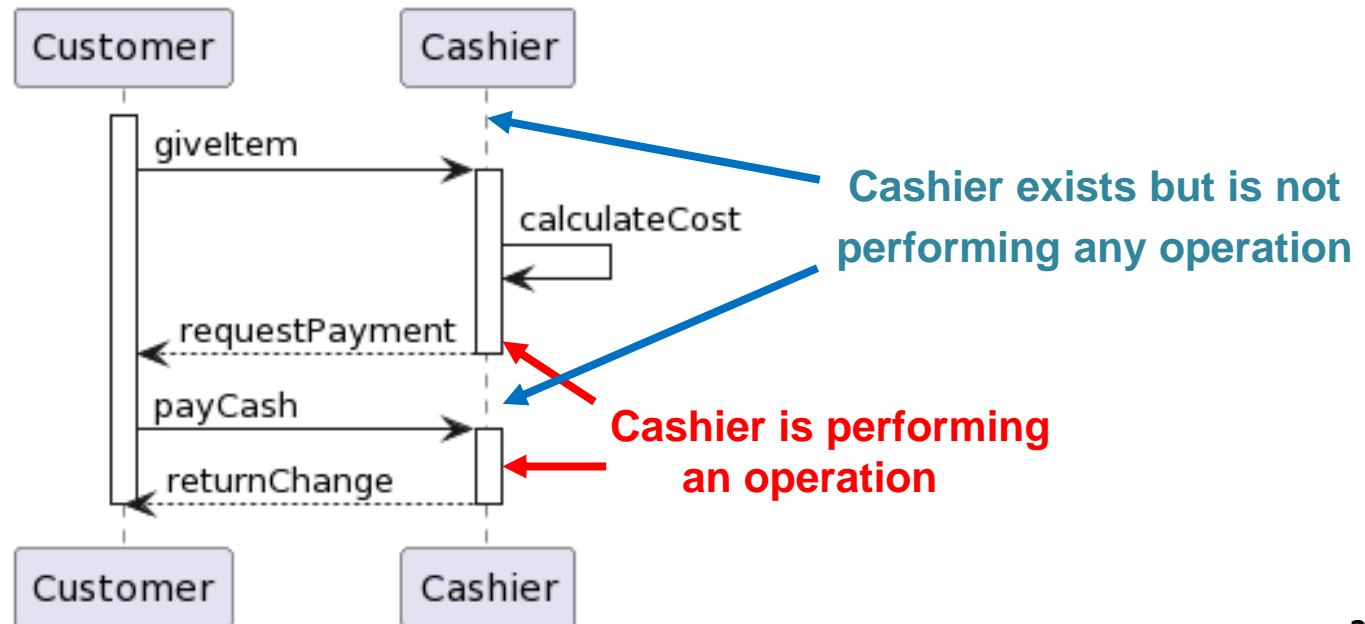 Customer
Cashier
giveItem
calculateCost
Cashier exists but is not
performing any operation
requestPayment
payCash
Cashier is performing
an operation
returnChange
Customer
Cashier